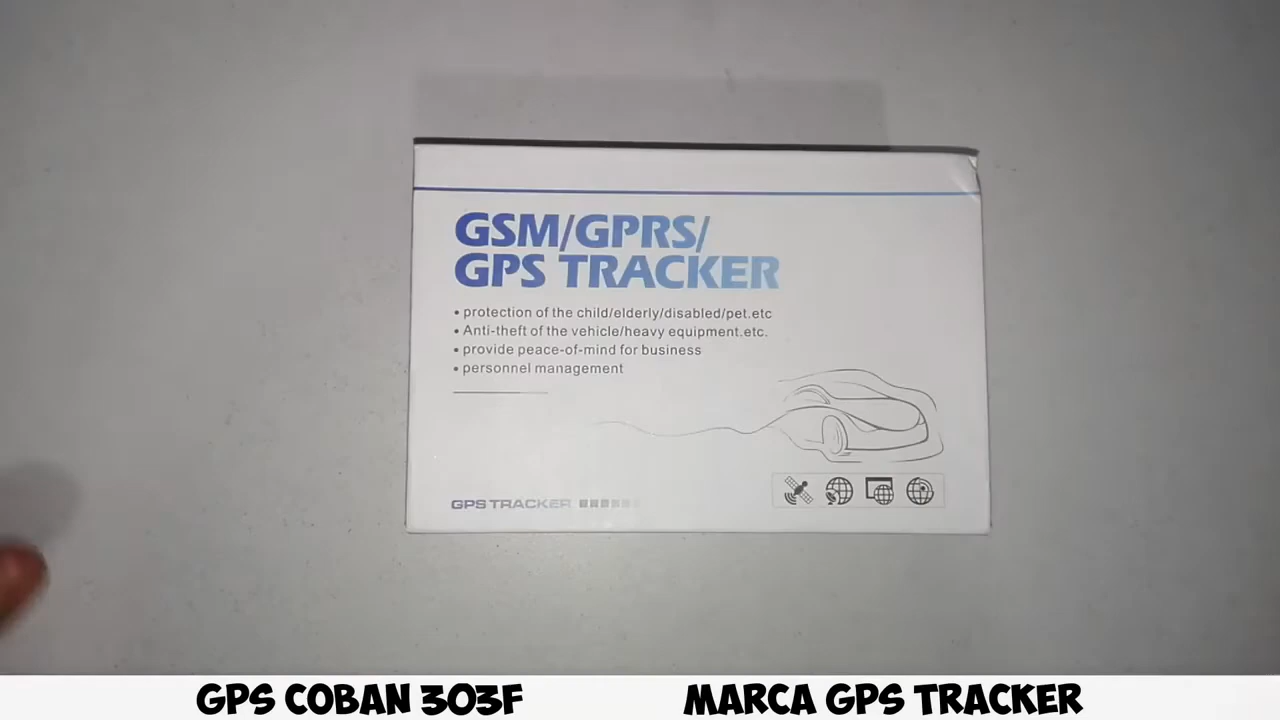 GSM/GPRS/
GPS TRACKER
• protection of the child/elderly/disabled/pet.etc
• Anti-theft of the vehicle/heavy equipment.etc.
• provide peace-of-mind for business
• personnel management
GPS TRACKER
GPS COBAN 303F
MARCA GPS TRACKER